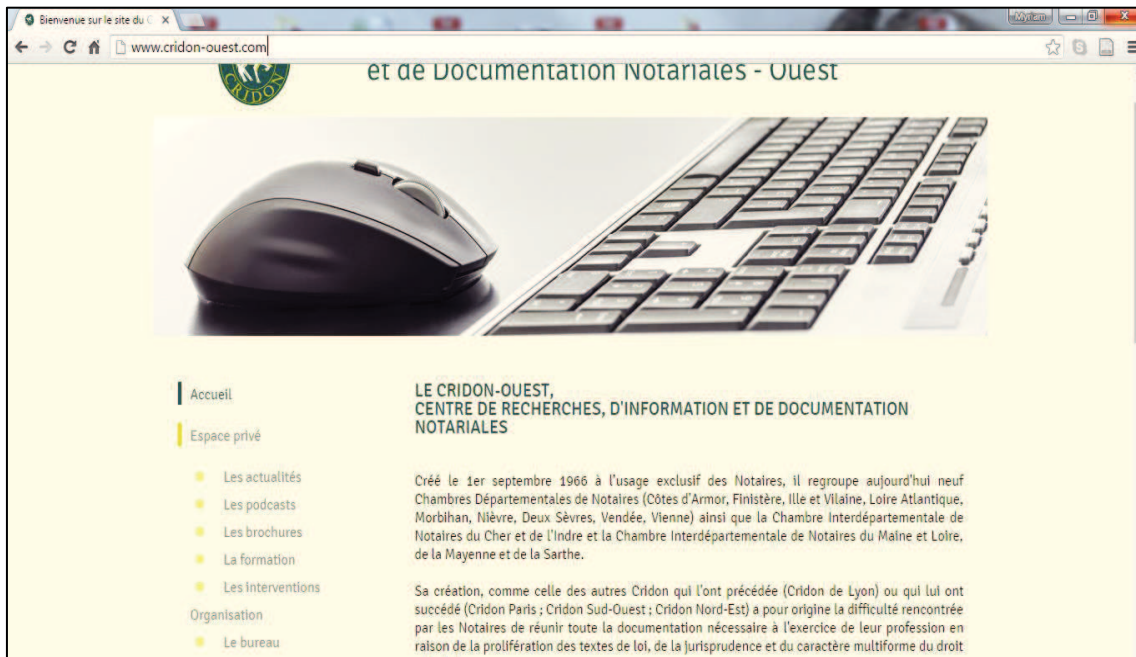 Bienvenue sur le site du C
Myriam
www.cridon-ouest.com
CRIDON
et de Documentation Notariales - Ouest
Accueil
Espace privé
Les actualités
Les podcasts
Les brochures
La formation
Les interventions
Organisation
Le bureau
LE CRIDON-OUEST,
CENTRE DE RECHERCHES, D'INFORMATION ET DE DOCUMENTATION
NOTARIALES
Créé le 1er septembre 1966 à l'usage exclusif des Notaires, il regroupe aujourd'hui neuf
Chambres Départementales de Notaires (Côtes d'Armor, Finistère, Ille et Vilaine, Loire Atlantique,
Morbihan, Nièvre, Deux Sèvres, Vendée, Vienne) ainsi que la Chambre Interdépartementale de
Notaires du Cher et de l'Indre et la Chambre Interdépartementale de Notaires du Maine et Loire,
de la Mayenne et de la Sarthe.
Sa création, comme celle des autres Cridon qui l'ont précédée (Cridon de Lyon) ou qui lui ont
succédé (Cridon Paris ; Cridon Sud-Ouest ; Cridon Nord-Est) a pour origine la difficulté rencontrée
par les Notaires de réunir toute la documentation nécessaire à l'exercice de leur profession en
raison de la prolifération des textes de loi, de la jurisprudence et du caractère multiforme du droit